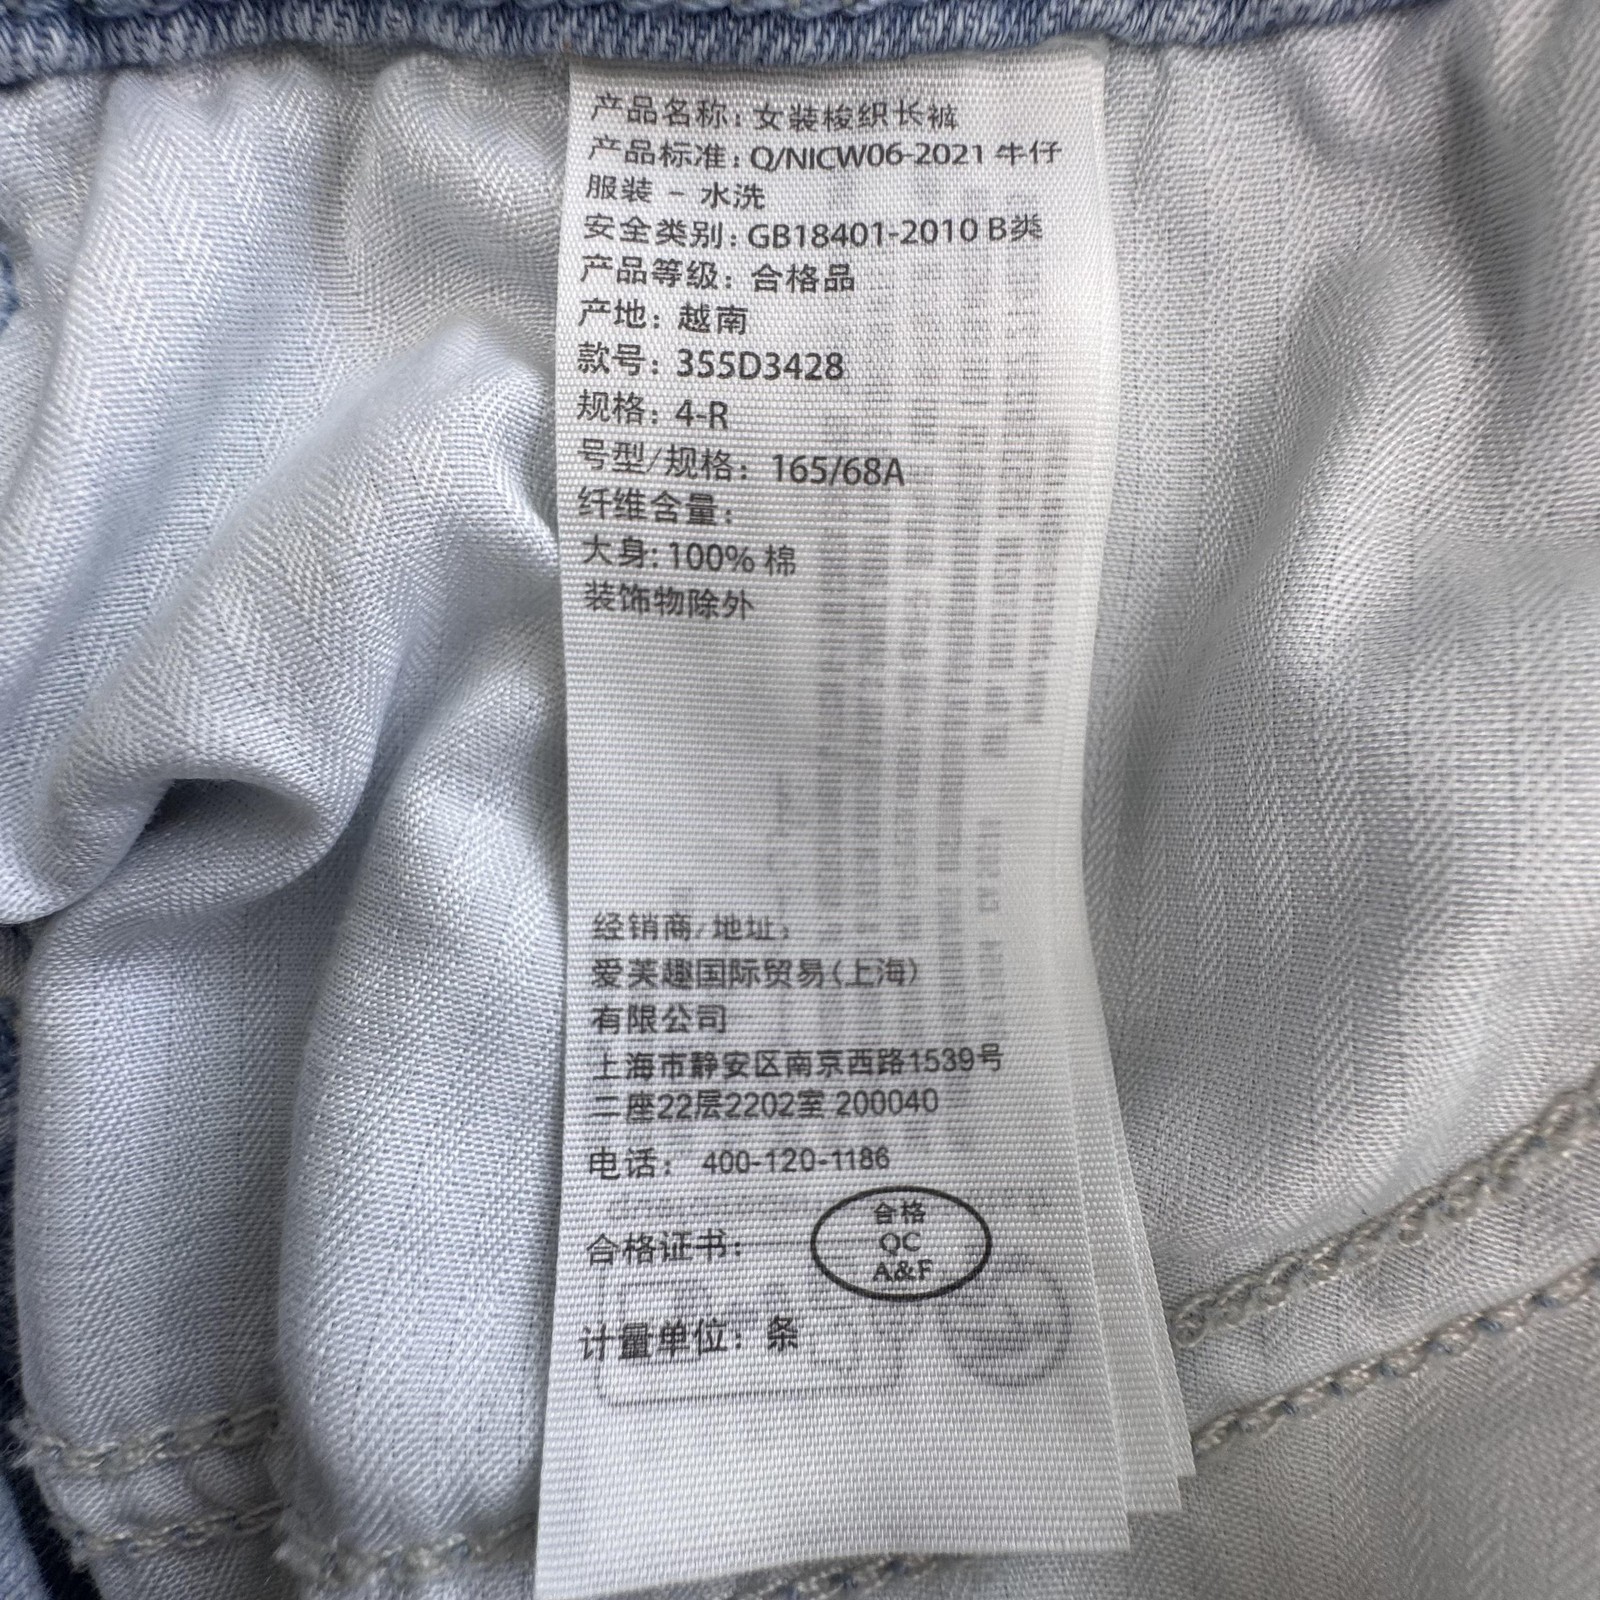 产品名称: 女装梭织长裤
产品标准: Q/NICW06-2021 牛仔
服装 - 水洗
安全类别: GB18401-2010 B类
产品等级: 合格品
产地: 越南
款号: 355D3428
规格: 4-R
号型/规格: 165/68A
纤维含量:
大身: 100% 棉
装饰物除外
经销商/地址:
爱芙趣国际贸易(上海)
有限公司
上海市静安区南京西路1539号
二座22层2202室 200040
电话: 400-120-1186
合格证书:
合格
QC
A&F
计量单位: 条